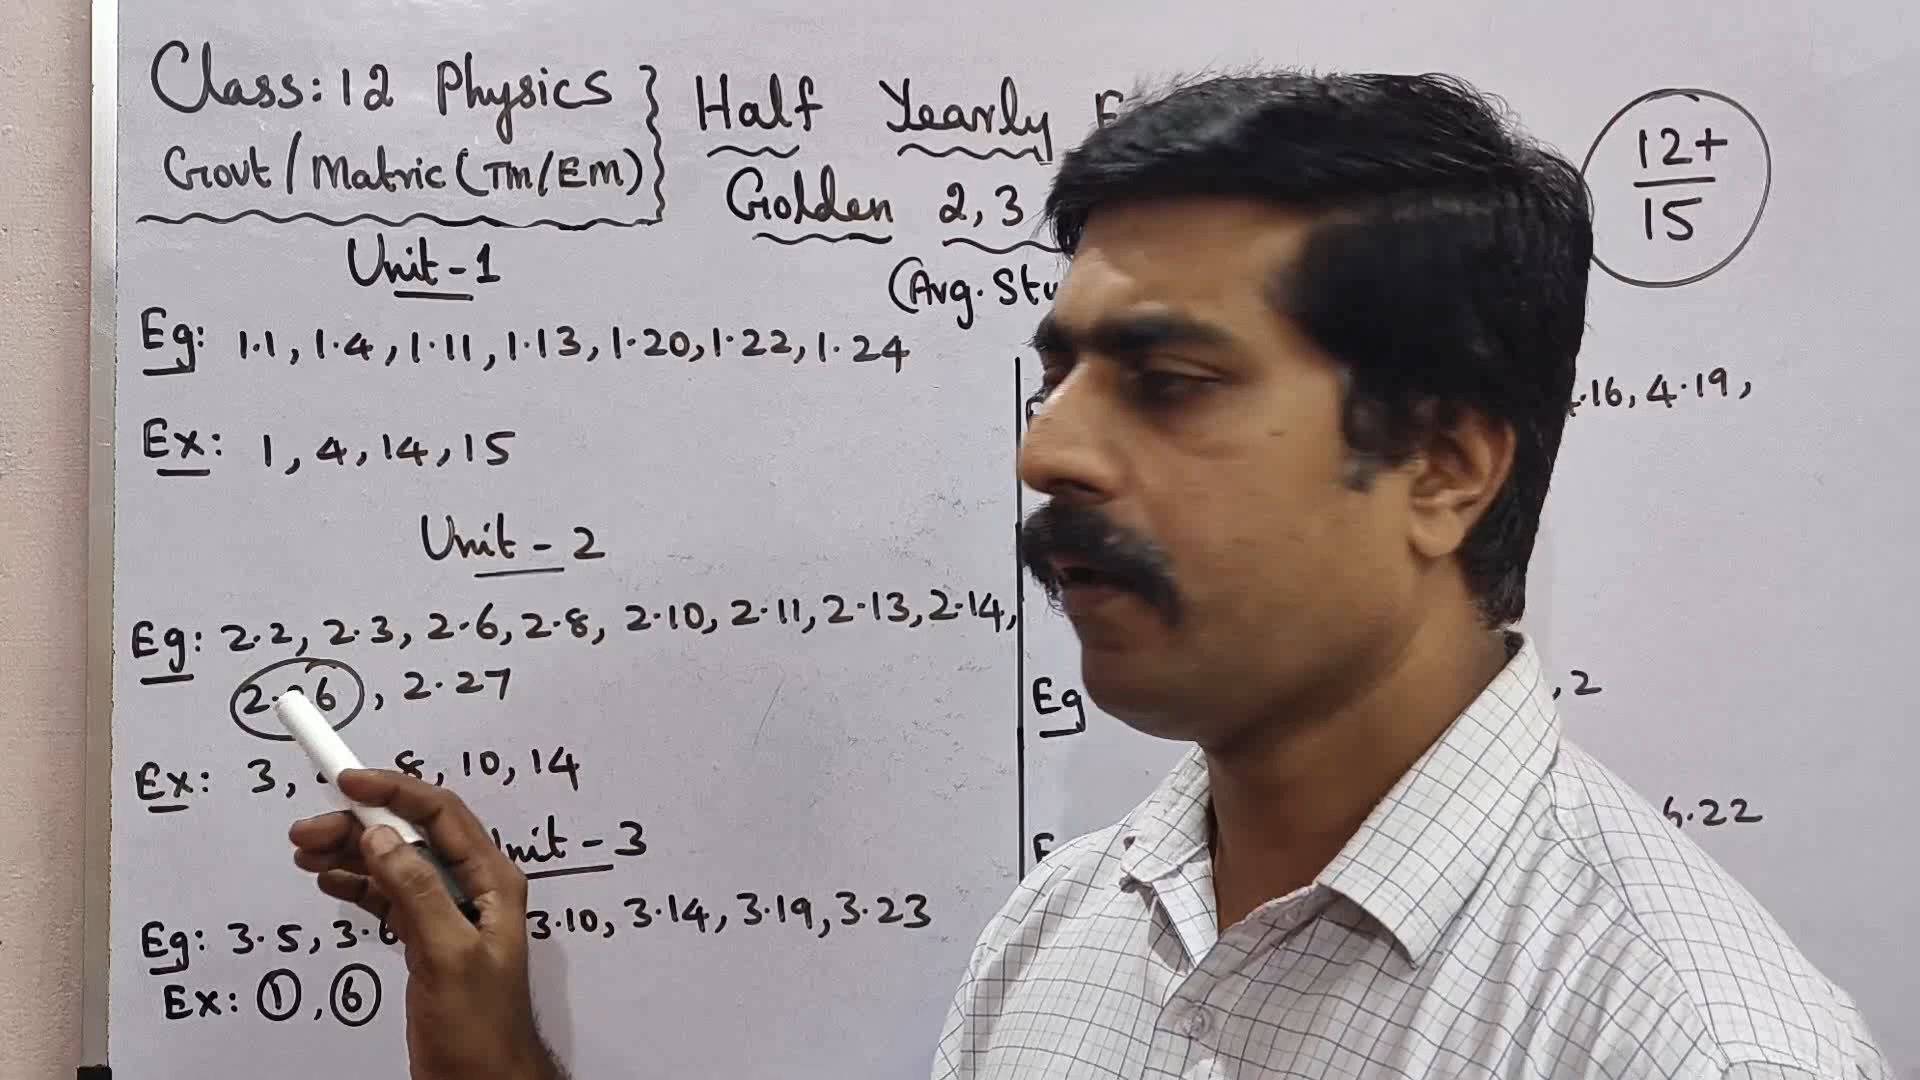 Class: 12 Physics
Govt/Matric (TM/EM)
Half Yearly
Golden 2, 3
(Avg.
12+
15
Unit-1
Eg: 1.1, 1.4, 1.11, 1.13, 1.20, 1.22, 1.24
Ex: 1, 4, 14, 15
Unit-2
Eg: 2.2, 2.3, 2.6, 2.8, 2.10, 2.11, 2.13, 2.14,
2.27
Ex: 3, 8, 10, 14
Unit-3
Eg: 3.5, 3.6 3.10, 3.14, 3.19, 3.23
Ex: 1, 6
4.16, 4.19,
Eg , 2
.22